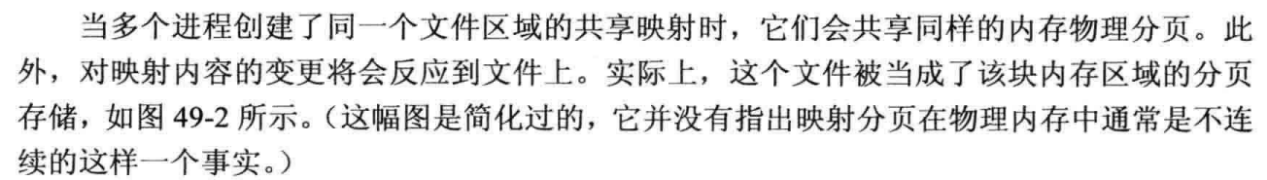 当多个进程创建了同一个文件区域的共享映射时，它们会共享同样的内存物理分页。此
外，对映射内容的变更将会反应到文件上。实际上，这个文件被当成了该块内存区域的分页
存储，如图 49-2 所示。（这幅图是简化过的，它并没有指出映射分页在物理内存中通常是不连
续的这样一个事实。）